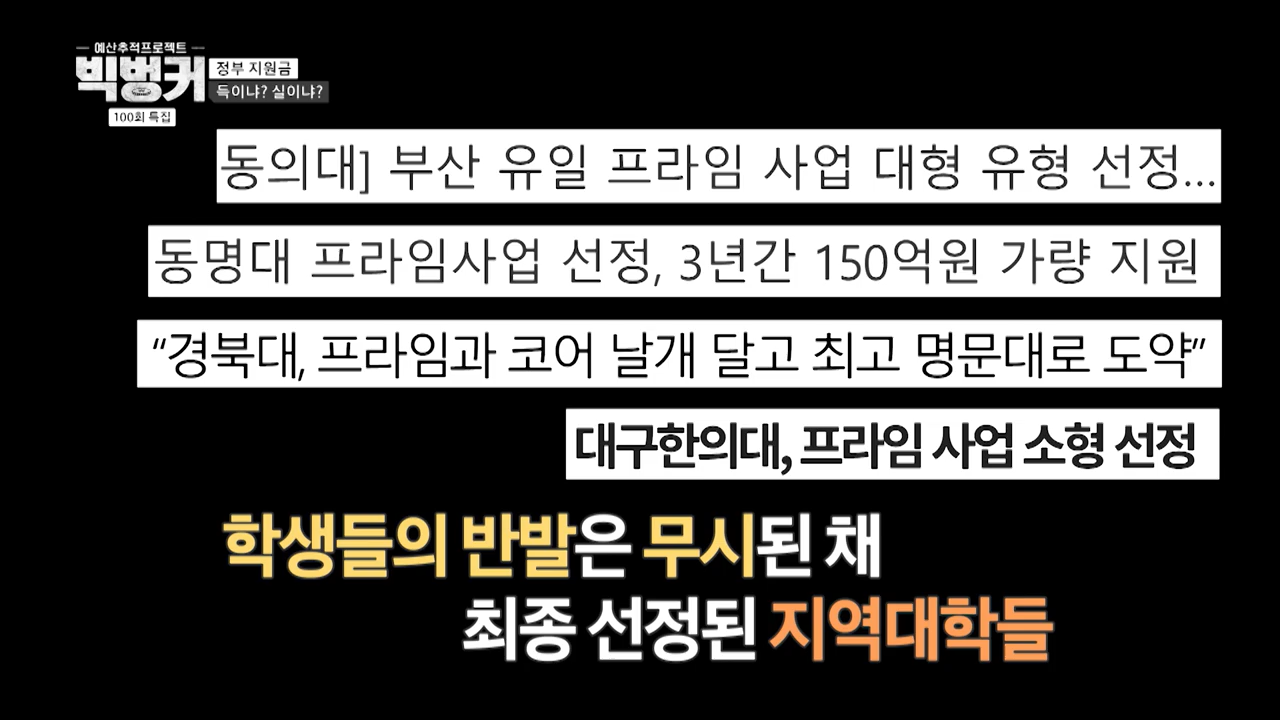 예산추적프로젝트
빅벙커
정부 지원금
득이냐? 실이냐?
100회 특집
동의대] 부산 유일 프라임 사업 대형 유형 선정...
동명대 프라임사업 선정, 3년간 150억원 가량 지원
“경북대, 프라임과 코어 날개 달고 최고 명문대로 도약”
대구한의대, 프라임 사업 소형 선정
학생들의 반발은 무시된 채
최종 선정된 지역대학들